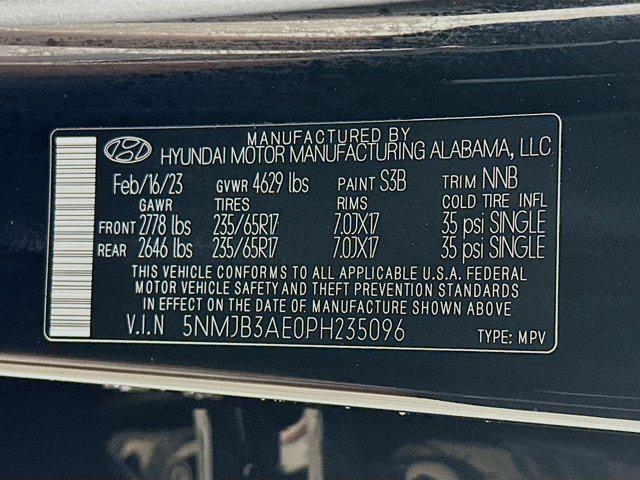 MANUFACTURED BY
HYUNDAI MOTOR MANUFACTURING ALABAMA, LLC
Feb/16/23 GVWR 4629 lbs PAINT S3B TRIM NNB
GAWR TIRES RIMS COLD TIRE INFL
FRONT 2778 lbs 235/65R17 7.0JX17 35 psi SINGLE
REAR 2646 lbs 235/65R17 7.0JX17 35 psi SINGLE
THIS VEHICLE CONFORMS TO ALL APPLICABLE U.S.A. FEDERAL
MOTOR VEHICLE SAFETY AND THEFT PREVENTION STANDARDS
IN EFFECT ON THE DATE OF MANUFACTURE SHOWN ABOVE
V.I.N 5NMJB3AE0PH235096 TYPE: MPV